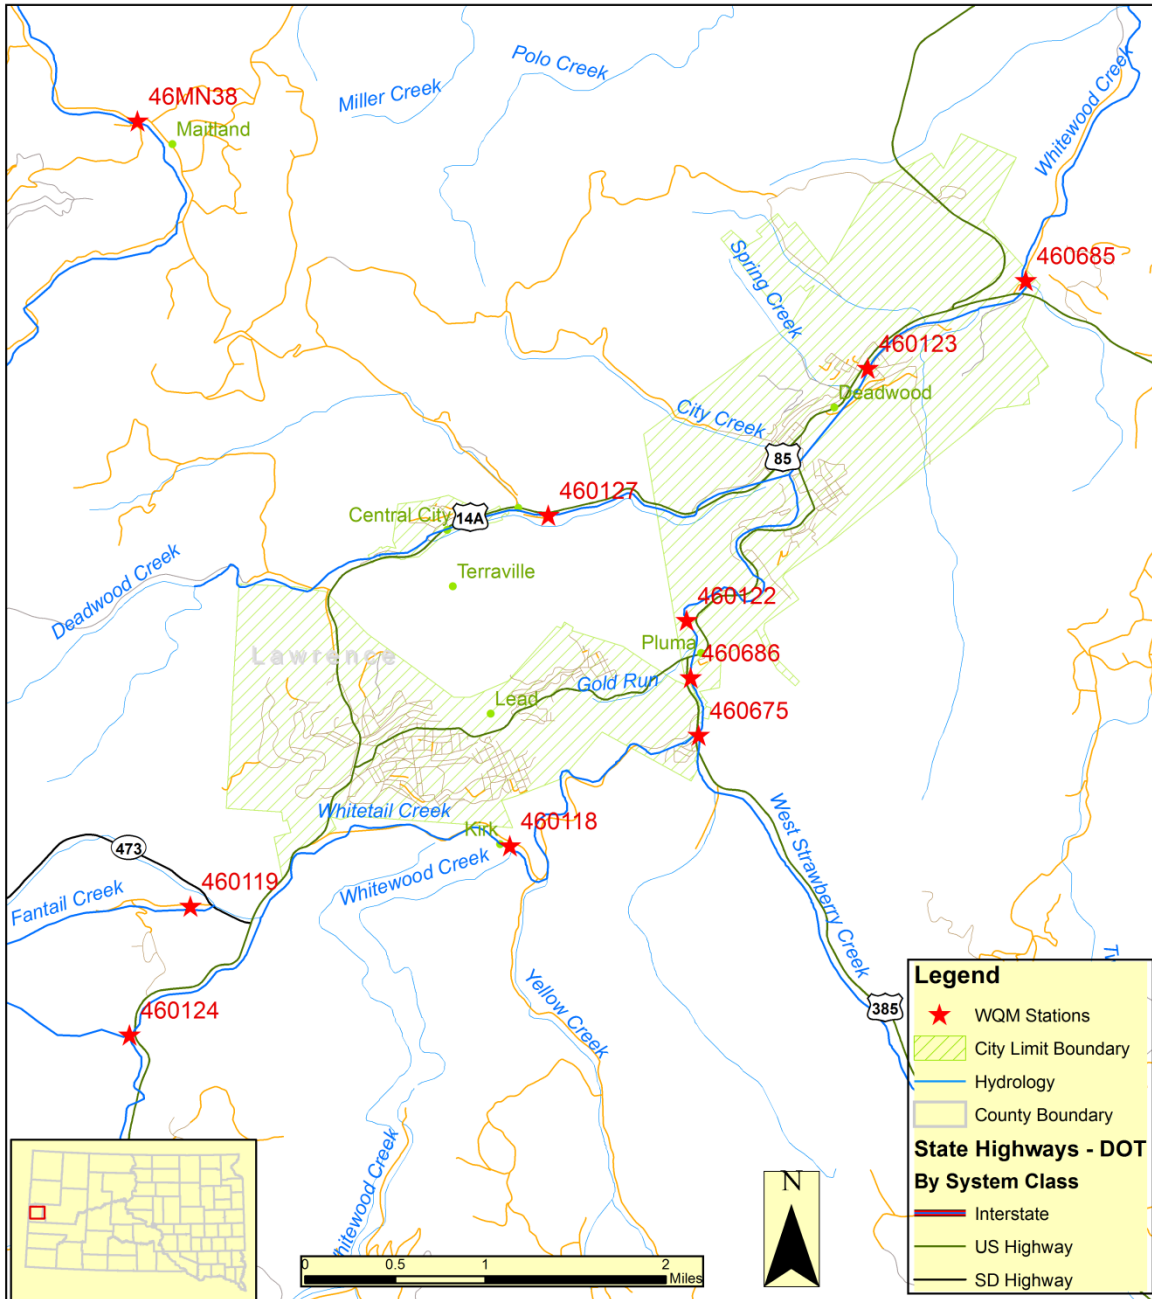 Polo Creek
Miller Creek
Whitewood Creek
46MN38
Maitland
Spring Creek
460685
460123
Deadwood
City Creek
85
460127
Central City
14A
Terraville
Deadwood Creek
460122
Pluma
460686
Lawrence
Gold Run
Lead
460675
Whitetail Creek
460118
Kirk
West Strawberry Creek
473
Whitewood Creek
460119
Fantail Creek
Yellow Creek
460124
385
Whitewood Creek
Legend
WQM Stations
City Limit Boundary
Hydrology
County Boundary
State Highways - DOT
By System Class
Interstate
US Highway
SD Highway
N
0 0.5 1 2
Miles